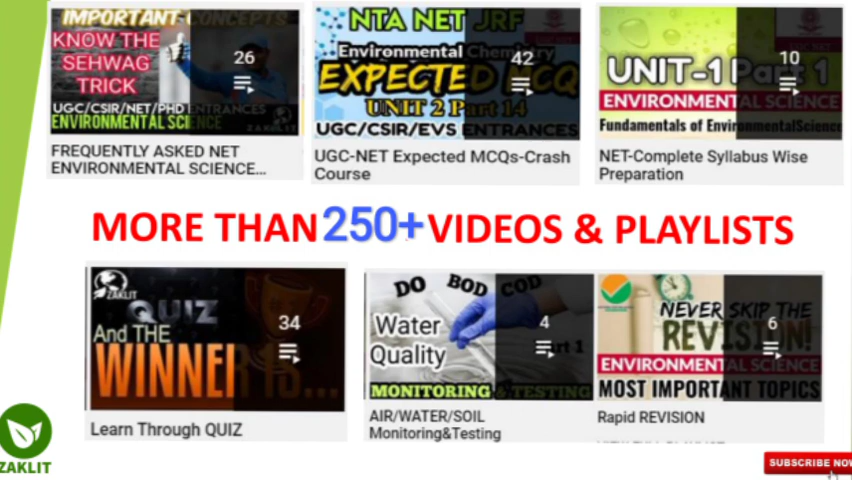 IMPORTANT CONCEPTS
KNOW THE
SEHWAG
TRICK
26
UGC/CSIR/NET/PHD ENTRANCES
ENVIRONMENTAL SCIENCE
ZAKLIT
FREQUENTLY ASKED NET
ENVIRONMENTAL SCIENCE...
NTA NET JRF
Environmental Chemistry
42
EXPECTED MCQ
UNIT 2 Part 14
UGC/CSIR/EVS ENTRANCES
UGC-NET Expected MCQs-Crash
Course
10
UNIT-1 Part 1
ENVIRONMENTAL SCIENCE
Fundamentals of EnvironmentalScience
NET-Complete Syllabus Wise
Preparation
MORE THAN 250+ VIDEOS & PLAYLISTS
ZAKLIT
QUIZ
34
And THE
WINNER IS...
Learn Through QUIZ
DO BOD COD
Water
Quality
4
Part 1
MONITORING & TESTING
AIR/WATER/SOIL
Monitoring&Testing
NEVER SKIP THE
REVISION!
6
ENVIRONMENTAL SCIENCE
MOST IMPORTANT TOPICS
Rapid REVISION
ZAKLIT
SUBSCRIBE NOW